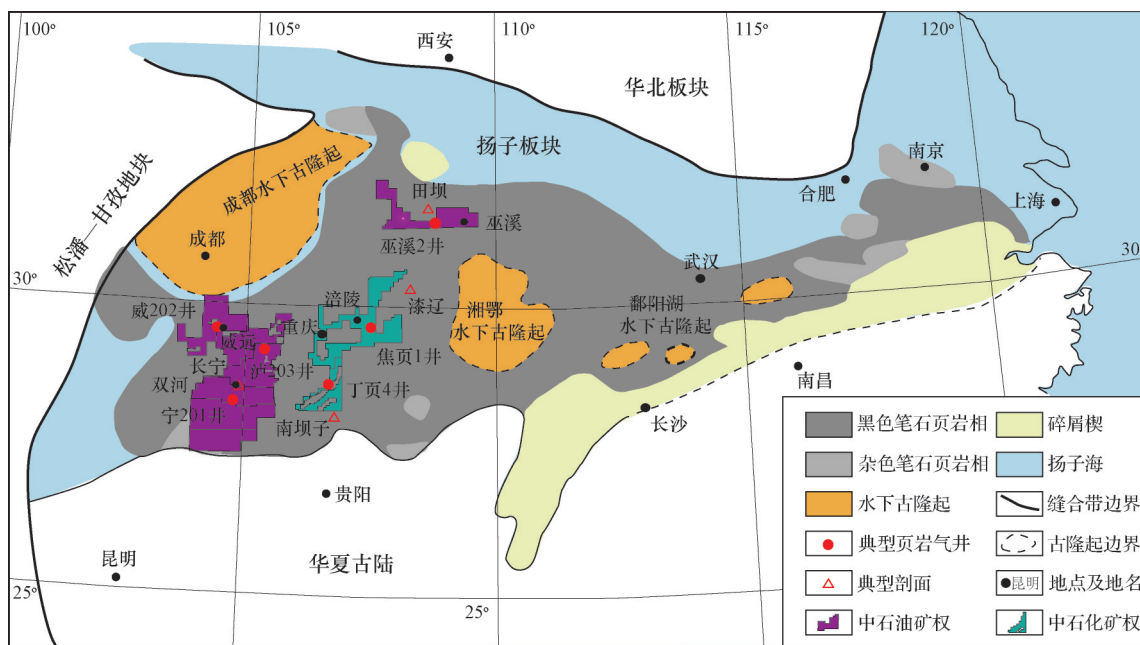 100°
105°
110°
115°
120°
西安
华北板块
扬子板块
松潘—甘孜地块
成都水下古隆起
成都
田坝
巫溪
巫溪2井
南京
合肥
上海
武汉
30°
30
威202井
威远
重庆
涪陵
漆辽
湘鄂
水下古隆起
鄱阳湖
水下古隆起
长宁
泸203井
焦页1井
双河
宁201井
丁页4井
南坝子
南昌
长沙
贵阳
昆明
华夏古陆
25°
25°
黑色笔石页岩相
碎屑楔
杂色笔石页岩相
扬子海
水下古隆起
缝合带边界
典型页岩气井
古隆起边界
典型剖面
昆明
地点及地名
中石油矿权
中石化矿权